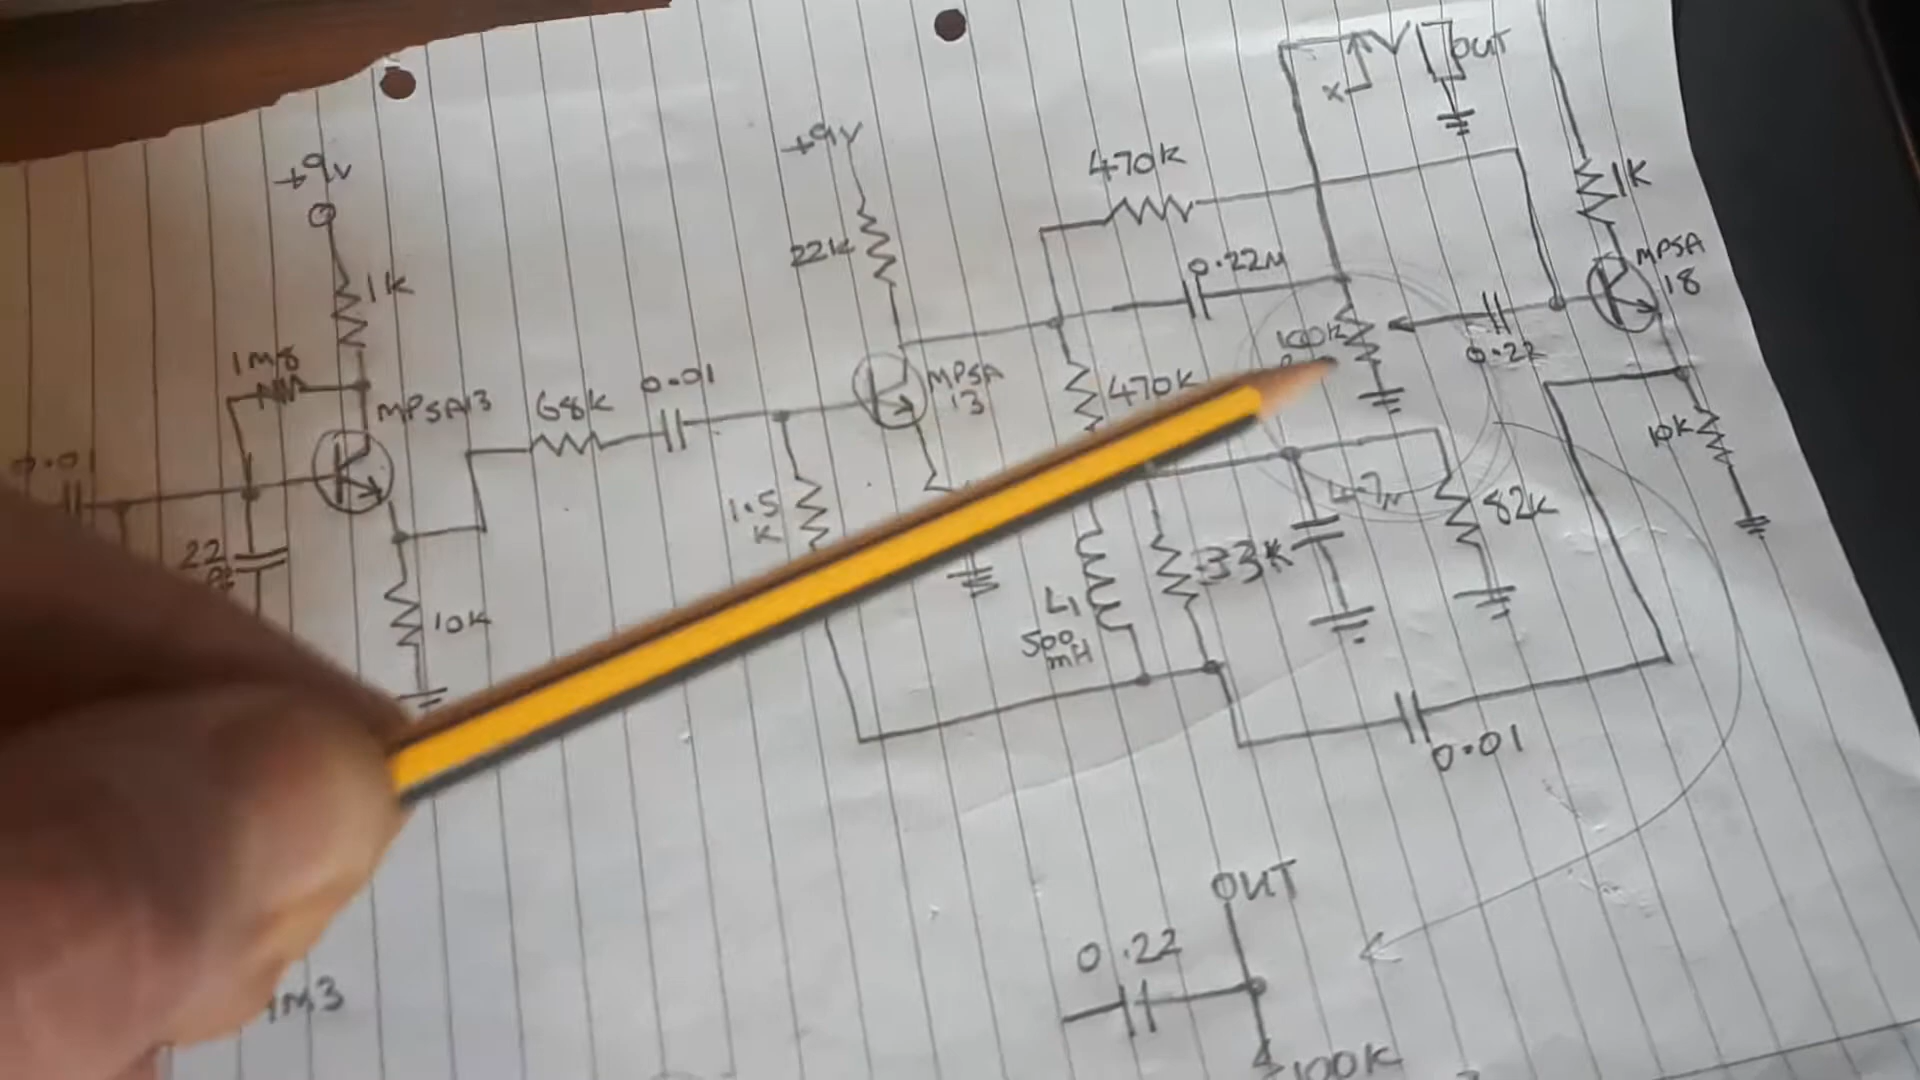 +9V
1K
1M8
MPSA13
0.01
22
10K
68K
0.01
1.5
K
+9V
22K
MPSA
13
470K
470K
0.22M
100K
X
OUT
1K
MPSA
18
0.22
10K
4.7M
82K
33K
L1
500
mH
0.01
OUT
0.22
100K
1M3